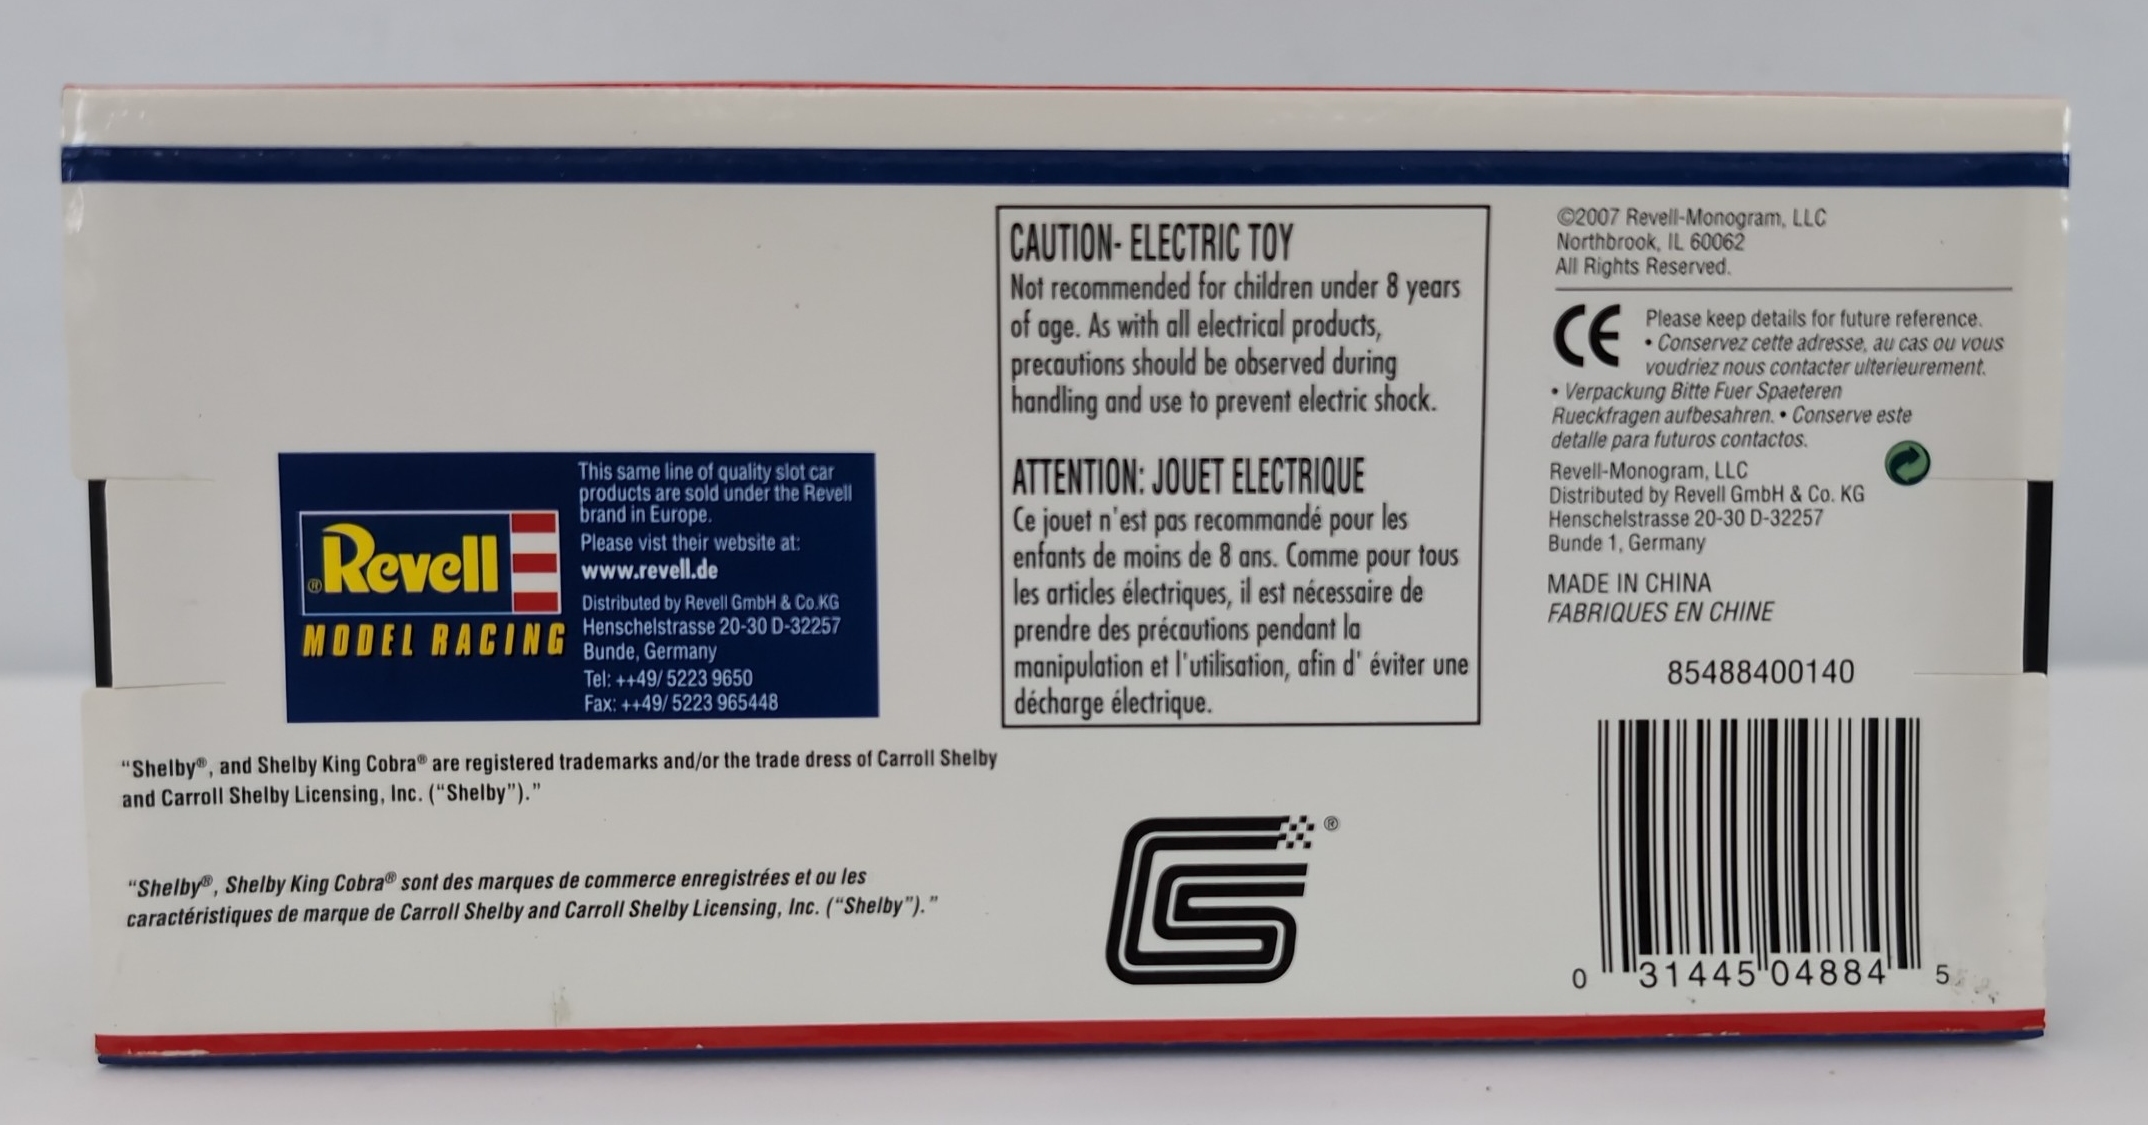 This same line of quality slot car
products are sold under the Revell
brand in Europe.
Please vist their website at:
www.revell.de
Distributed by Revell GmbH & Co.KG
Henschelstrasse 20-30 D-32257
Bunde, Germany
Tel: ++49/ 5223 9650
Fax: ++49/ 5223 965448
®Revell
MODEL RACING
"Shelby®, and Shelby King Cobra® are registered trademarks and/or the trade dress of Carroll Shelby
and Carroll Shelby Licensing, Inc. ("Shelby")."
"Shelby®, Shelby King Cobra® sont des marques de commerce enregistrées et ou les
caractéristiques de marque de Carroll Shelby and Carroll Shelby Licensing, Inc. ("Shelby")."
CAUTION- ELECTRIC TOY
Not recommended for children under 8 years
of age. As with all electrical products,
precautions should be observed during
handling and use to prevent electric shock.
ATTENTION: JOUET ELECTRIQUE
Ce jouet n'est pas recommandé pour les
enfants de moins de 8 ans. Comme pour tous
les articles électriques, il est nécessaire de
prendre des précautions pendant la
manipulation et l'utilisation, afin d' éviter une
décharge électrique.
CS ®
©2007 Revell-Monogram, LLC
Northbrook, IL 60062
All Rights Reserved.
CE
Please keep details for future reference.
• Conservez cette adresse, au cas ou vous
voudriez nous contacter ulterieurement.
• Verpackung Bitte Fuer Spaeteren
Rueckfragen aufbesahren. • Conserve este
detalle para futuros contactos.
Revell-Monogram, LLC
Distributed by Revell GmbH & Co. KG
Henschelstrasse 20-30 D-32257
Bunde 1, Germany
MADE IN CHINA
FABRIQUES EN CHINE
85488400140
0 31445 04884 5